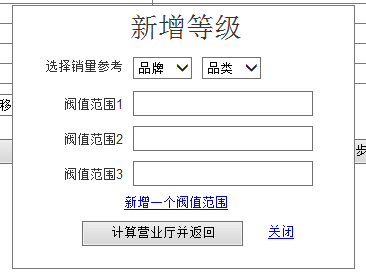 新增等级
选择销量参考 品牌 品类
移
阀值范围1
阀值范围2
步
阀值范围3
新增一个阀值范围
计算营业厅并返回 关闭